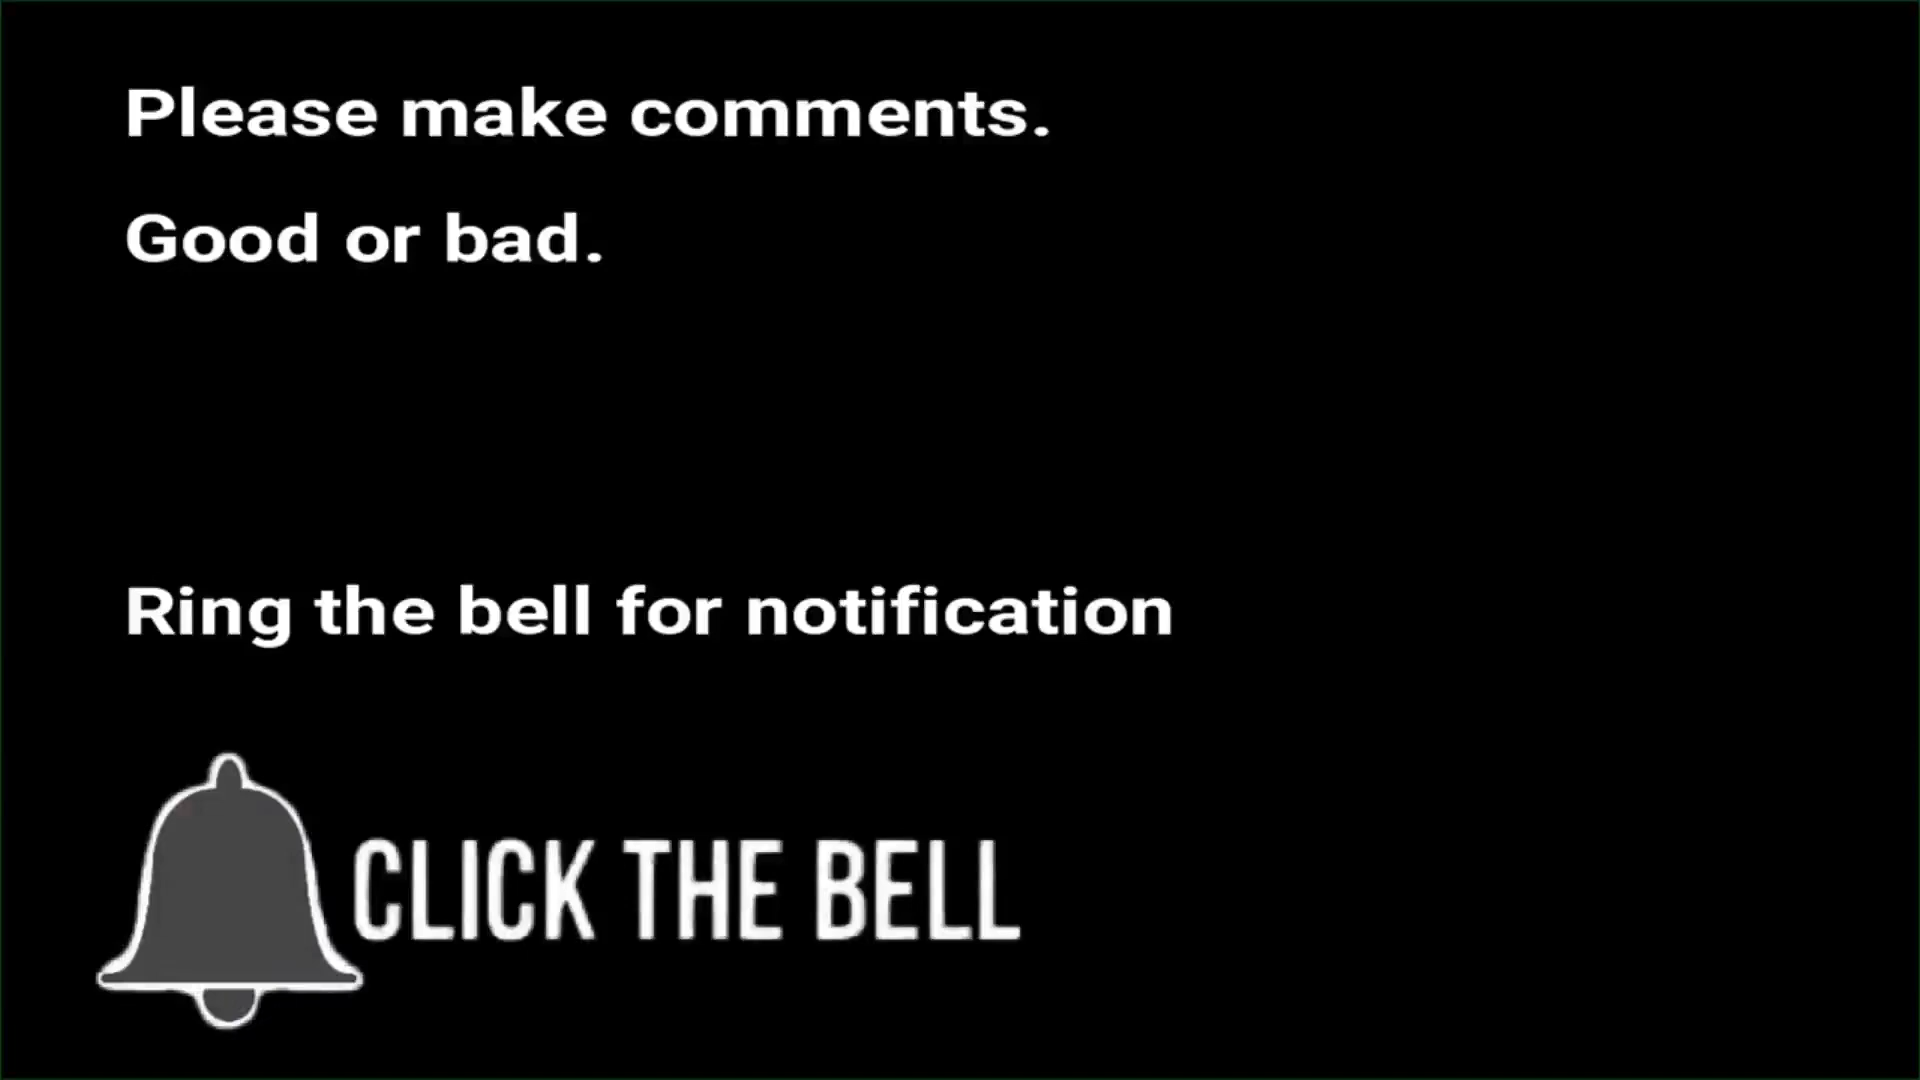 Please make comments.
Good or bad.
Ring the bell for notification
CLICK THE BELL